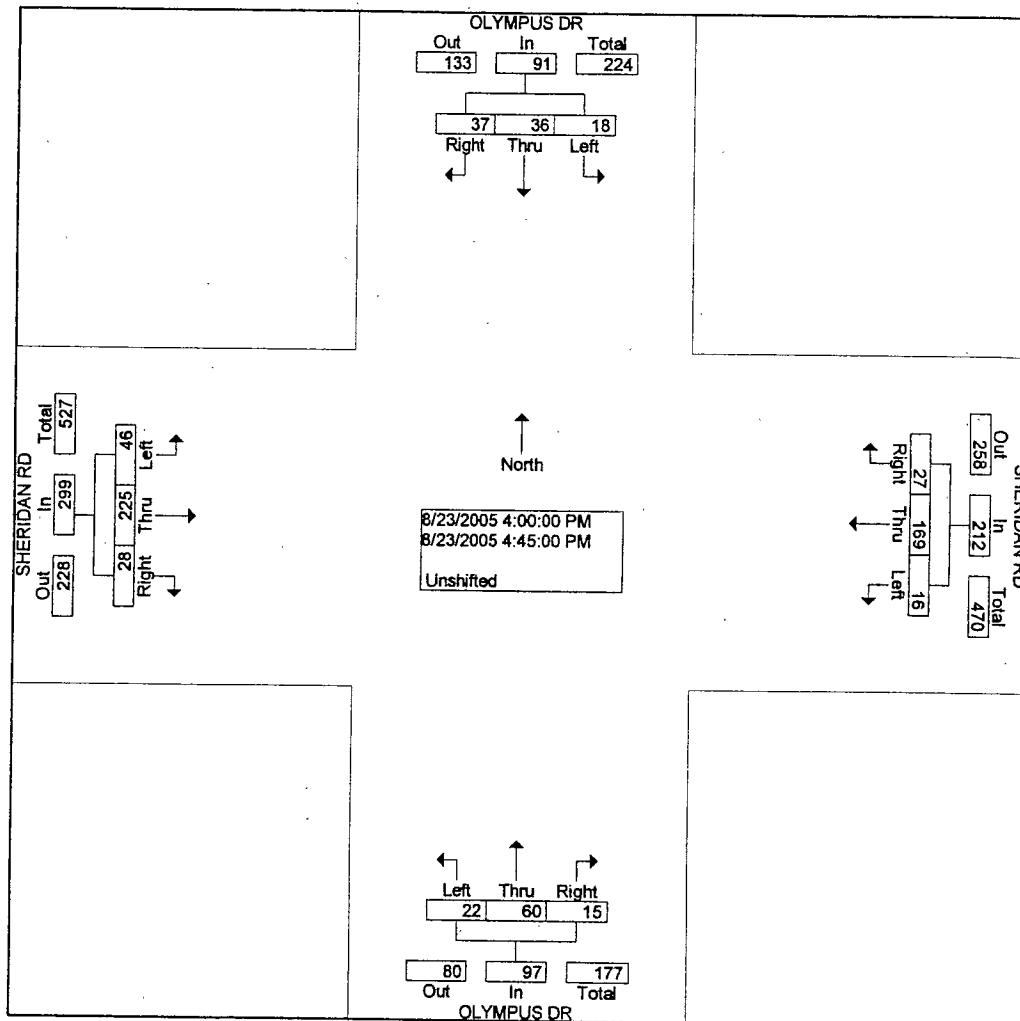 OLYMPUS DR
Out In Total
133 91 224
37 36 18
Right Thru Left
SHERIDAN RD
Total In Out
527 299 228
46 225 28
Left Thru Right
North
8/23/2005 4:00:00 PM
8/23/2005 4:45:00 PM
Unshifted
Right Thru Left
27 169 16
258 212 470
Out In Total
SHERIDAN RD
Left Thru Right
22 60 15
80 97 177
Out In Total
OLYMPUS DR